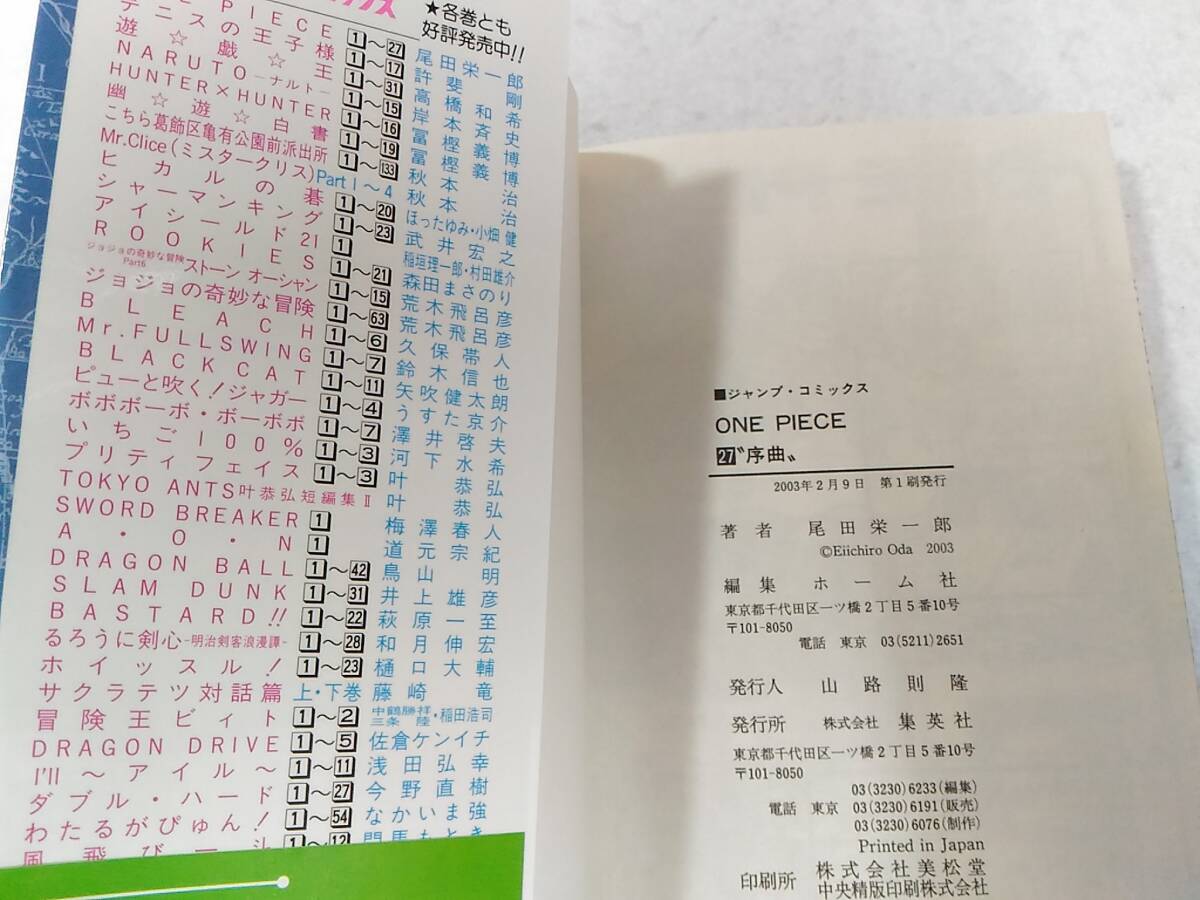 ックス
★各巻とも
好評発売中!!
PIECE 1～27 尾田栄一郎
テニスの王子様 1～17 許斐剛
遊☆戯☆王 1～31 高橋和希
NARUTO－ナルト－ 1～15 岸本斉史
HUNTER×HUNTER 1～16 冨樫義博
幽☆遊☆白書 1～19 冨樫義博
こちら葛飾区亀有公園前派出所 1～133 秋本治
Mr.Clice(ミスタークリス) Part 1～4 秋本治
ヒカルの碁 1～20 ほったゆみ・小畑健
シャーマンキング 1～23 武井宏之
アイシールド21 1 稲垣理一郎・村田雄介
ROOKIES 1～21 森田まさのり
ジョジョの奇妙な冒険 Part6 ストーン オーシャン 1～15 荒木飛呂彦
ジョジョの奇妙な冒険 1～63 荒木飛呂彦
BLEACH 1～6 久保帯人
Mr.FULLSWING 1～7 鈴木信也
BLACK CAT 1～11 矢吹健太朗
ピューと吹く!ジャガー 1～4 うすた京介
ボボボーボ・ボーボボ 1～7 澤井啓夫
いちご100% 1～3 河下水希
プリティフェイス 1～3 叶恭弘
TOKYO ANTS 叶恭弘短編集Ⅱ 叶恭弘
SWORD BREAKER 1 梅澤春人
A・O・N 1 道元宗紀
DRAGON BALL 1～42 鳥山明
SLAM DUNK 1～31 井上雄彦
BASTARD!! 1～22 萩原一至
るろうに剣心-明治剣客浪漫譚- 1～28 和月伸宏
ホイッスル! 1～23 樋口大輔
サクラテツ対話篇 上・下巻 藤崎竜
冒険王ビィト 1～2 三条陸・稲田浩司
中鶴勝祥
DRAGON DRIVE 1～5 佐倉ケンイチ
I'll～アイル～ 1～11 浅田弘幸
ダブル・ハード 1～27 今野直樹
わたるがぴゅん! 1～54 なかいま強
風飛び一斗 1～12 門馬もとき
■ジャンプ・コミックス
ONE PIECE
27〝序曲〟
2003年2月9日 第1刷発行
著者 尾田栄一郎
©Eiichiro Oda 2003
編集 ホーム社
東京都千代田区一ツ橋2丁目5番10号
〒101-8050
電話 東京 03(5211)2651
発行人 山路則隆
発行所 株式会社 集英社
東京都千代田区一ツ橋2丁目5番10号
〒101-8050
03(3230)6233(編集)
電話 東京 03(3230)6191(販売)
03(3230)6076(制作)
Printed in Japan
印刷所 株式会社美松堂
中央精版印刷株式会社